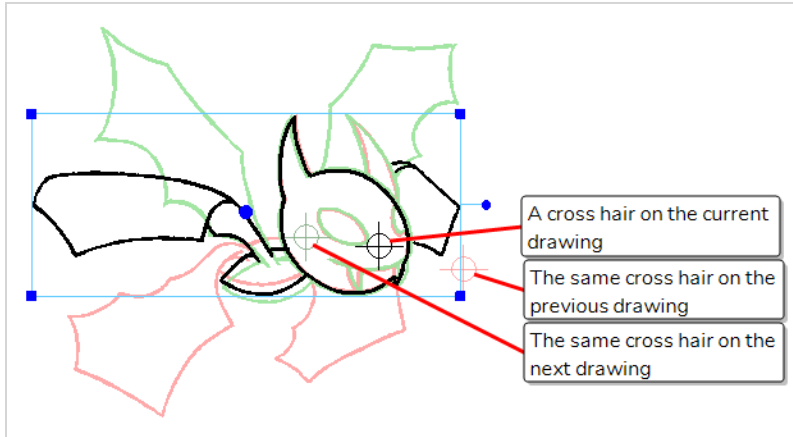 A cross hair on the current
drawing
The same cross hair on the
previous drawing
The same cross hair on the
next drawing